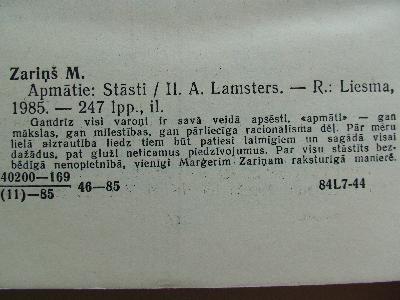 Zariņš M.
Apmātie: Stāsti / Il. A. Lamsters. — R.: Liesma,
1985. — 247 lpp., il.
Gandrīz visi varoņi ir savā veidā apsēsti, «apmāti» — gan
mākslas, gan mīlestības, gan pārlieciga racionālisma dēļ. Pār mēru
lielā aizrautība liedz tiem būt patiesi laimīgiem un sagādā visai
dažādus, pat gluži neticamus piedzīvojumus. Par visu stāstīts bez-
bēdīgā nenopietnībā, vienīgi Marģerim Zariņam raksturīgā manierē.
40200—169
(11)—85
46—85
84L7-44